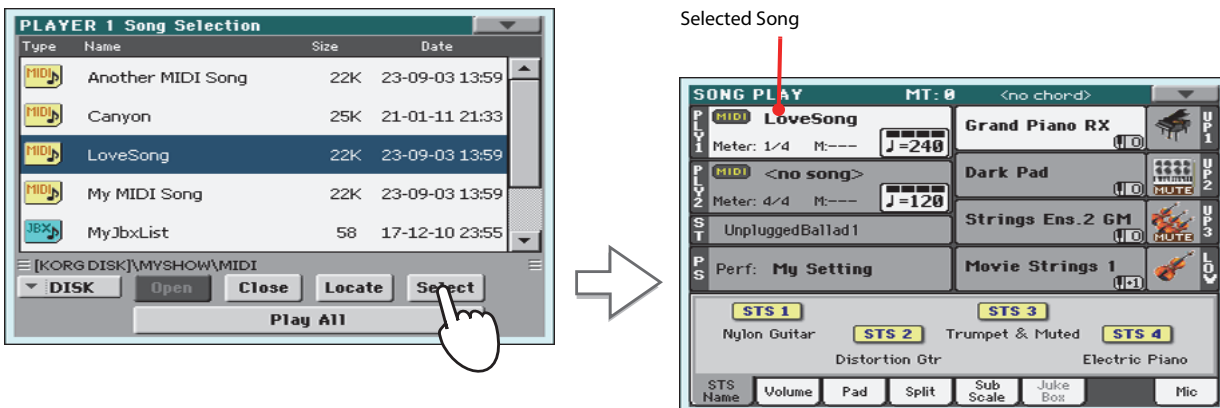 PLAYER 1 Song Selection
Type Name Size Date
MIDI Another MIDI Song 22K 23-09-03 13:59
MIDI Canyon 25K 21-01-11 21:33
MIDI LoveSong 22K 23-09-03 13:59
MIDI My MIDI Song 22K 23-09-03 13:59
JBX MyJbxList 58 17-12-10 23:55
[KORG DISK]\MYSHOW\MIDI
DISK Open Close Locate Select
Play All
Selected Song
SONG PLAY MT: 0 <no chord>
PLY1 MIDI LoveSong
Meter: 1/4 M:--- ♩=240
PLY2 MIDI <no song>
Meter: 4/4 M:--- ♩=120
ST UnpluggedBallad1
PS Perf: My Setting
Grand Piano RX 0 UP1
Dark Pad 0 MUTE UP2
Strings Ens.2 GM 0 MUTE UP3
Movie Strings 1 +1 LOW
STS 1 STS 3
Nylon Guitar STS 2 Trumpet & Muted STS 4
Distortion Gtr Electric Piano
STS Name Volume Pad Split Sub Scale Juke Box Mic